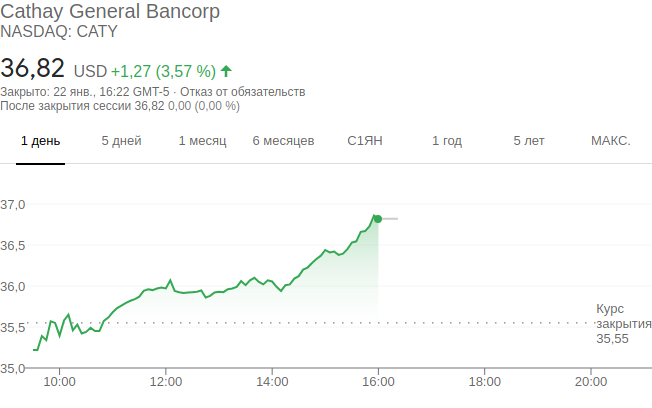 Cathay General Bancorp
NASDAQ: CATY
36,82 USD +1,27 (3,57 %)
Закрыто: 22 янв., 16:22 GMT-5 · Отказ от обязательств
После закрытия сессии 36,82 0,00 (0,00 %)
1 день 5 дней 1 месяц 6 месяцев С1ЯН 1 год 5 лет МАКС.
37,0
36,5
36,0
Курс
закрытия
35,55
35,5
35,0
10:00 12:00 14:00 16:00 18:00 20:00